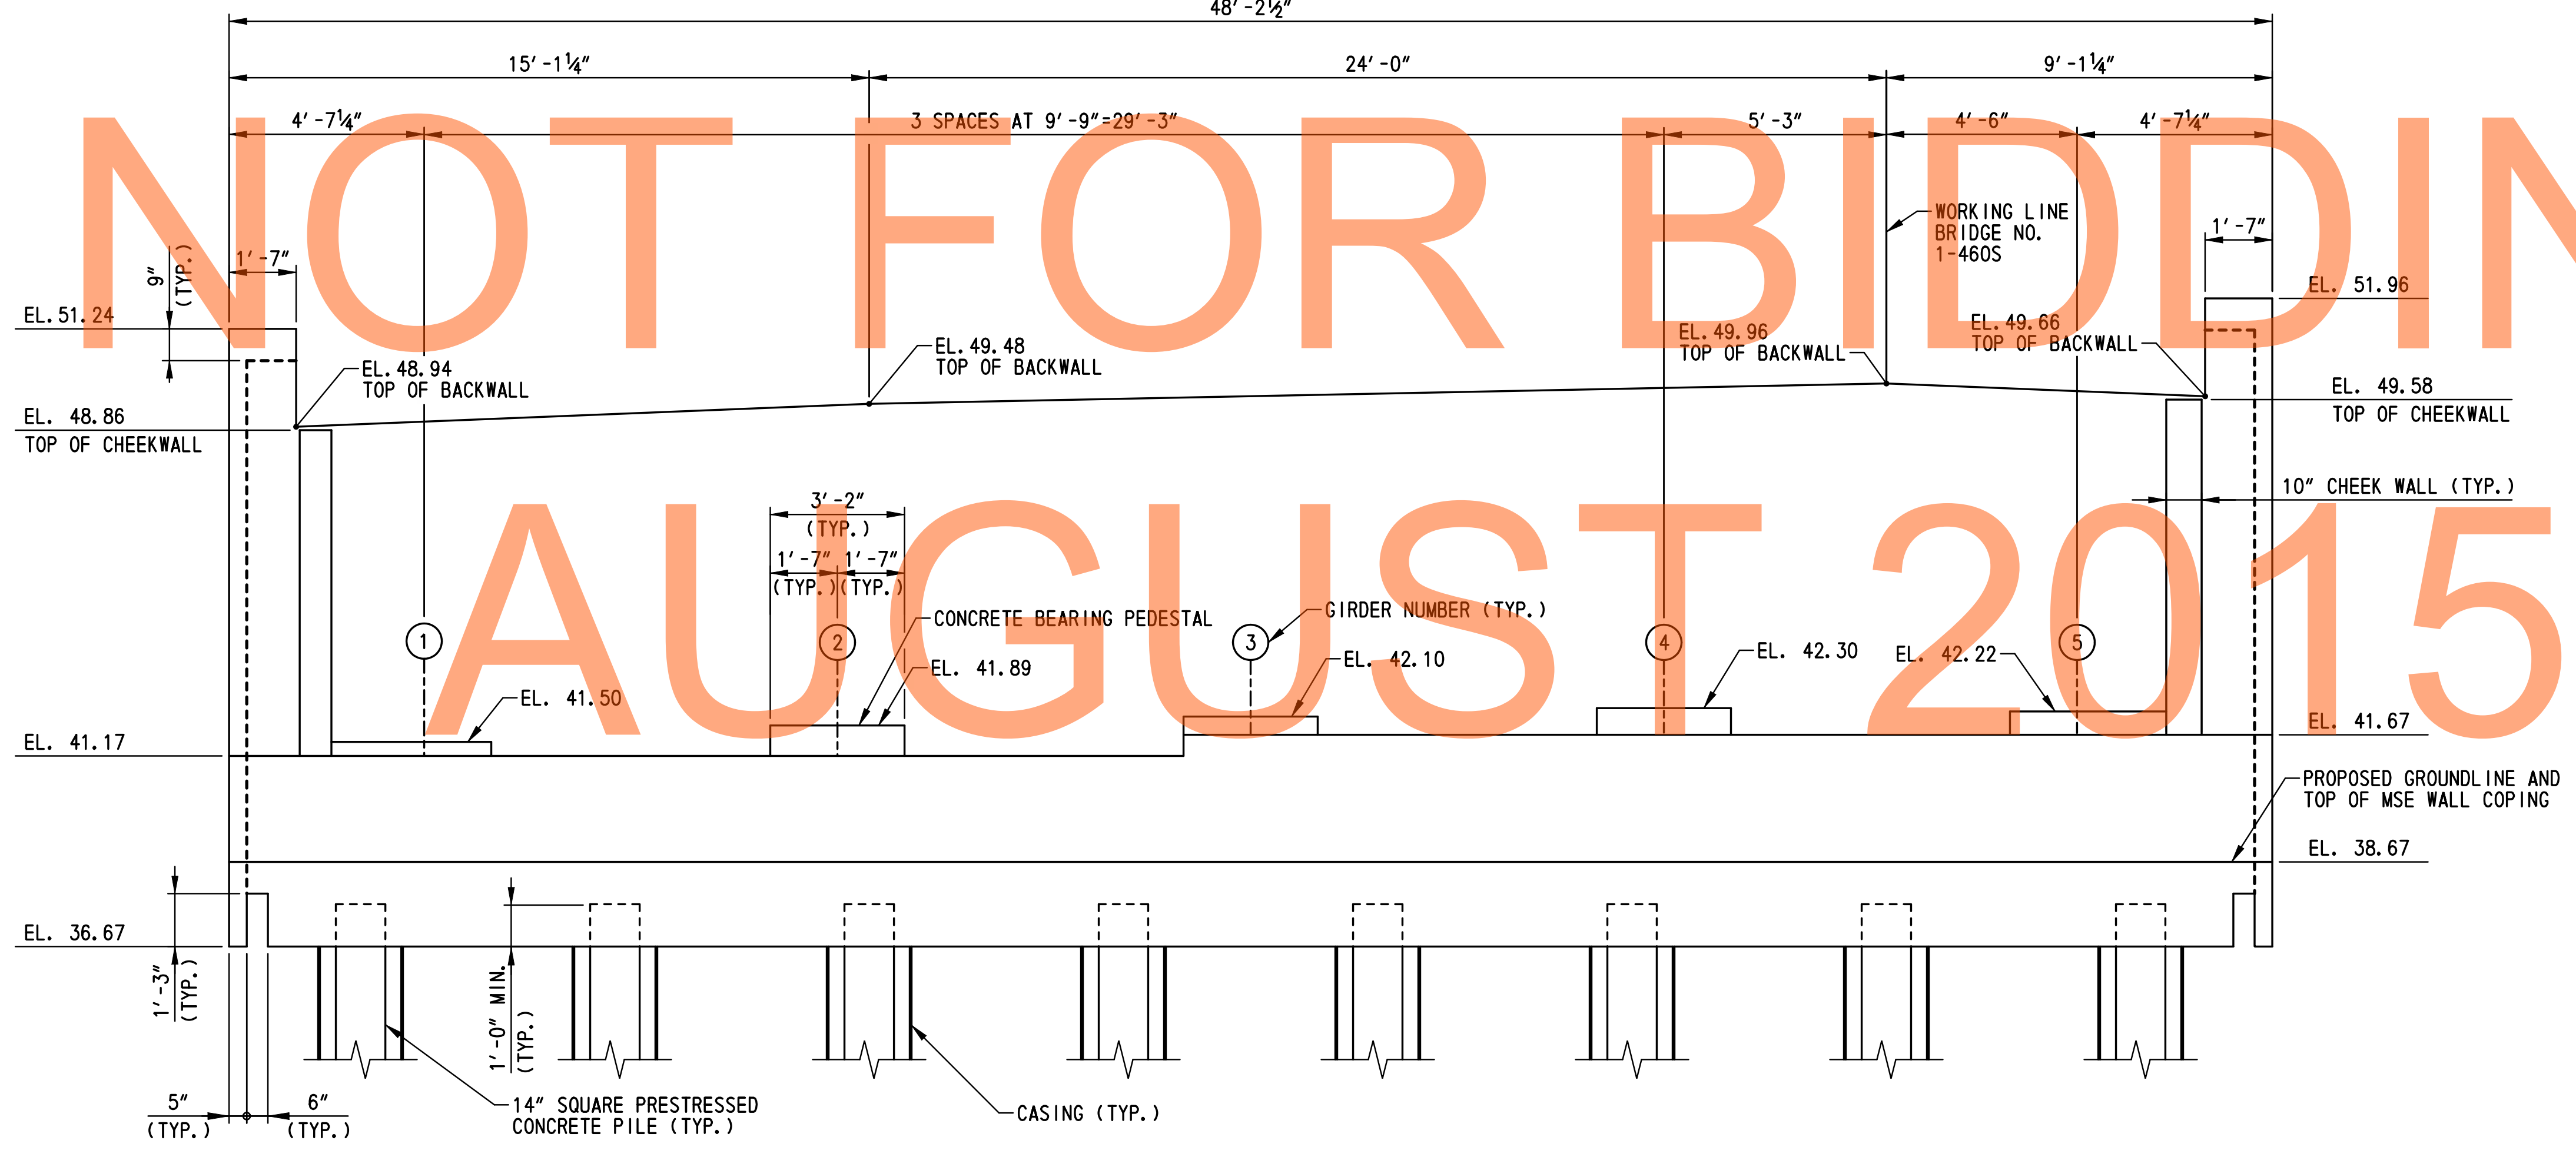 48'-2½"
15'-1¼"
24'-0"
9'-1¼"
4'-7¼"
3 SPACES AT 9'-9"=29'-3"
5'-3"
4'-6"
4'-7¼"
NOT FOR BIDDIN
WORKING LINE
BRIDGE NO.
1-460S
1'-7"
9"
(TYP.)
1'-7"
EL. 51.24
EL. 51.96
EL. 49.96
TOP OF BACKWALL
EL. 49.66
TOP OF BACKWALL
EL. 49.48
TOP OF BACKWALL
EL. 48.94
TOP OF BACKWALL
EL. 48.86
TOP OF CHEEKWALL
EL. 49.58
TOP OF CHEEKWALL
10" CHEEK WALL (TYP.)
3'-2"
(TYP.)
1'-7"
(TYP.)
1'-7"
(TYP.)
AUGUST 2015
CONCRETE BEARING PEDESTAL
GIRDER NUMBER (TYP.)
1
2
3
4
5
EL. 41.50
EL. 41.89
EL. 42.10
EL. 42.30
EL. 42.22
EL. 41.17
EL. 41.67
PROPOSED GROUNDLINE AND
TOP OF MSE WALL COPING
EL. 38.67
EL. 36.67
1'-3"
(TYP.)
1'-0" MIN.
(TYP.)
5"
(TYP.)
6"
(TYP.)
14" SQUARE PRESTRESSED
CONCRETE PILE (TYP.)
CASING (TYP.)